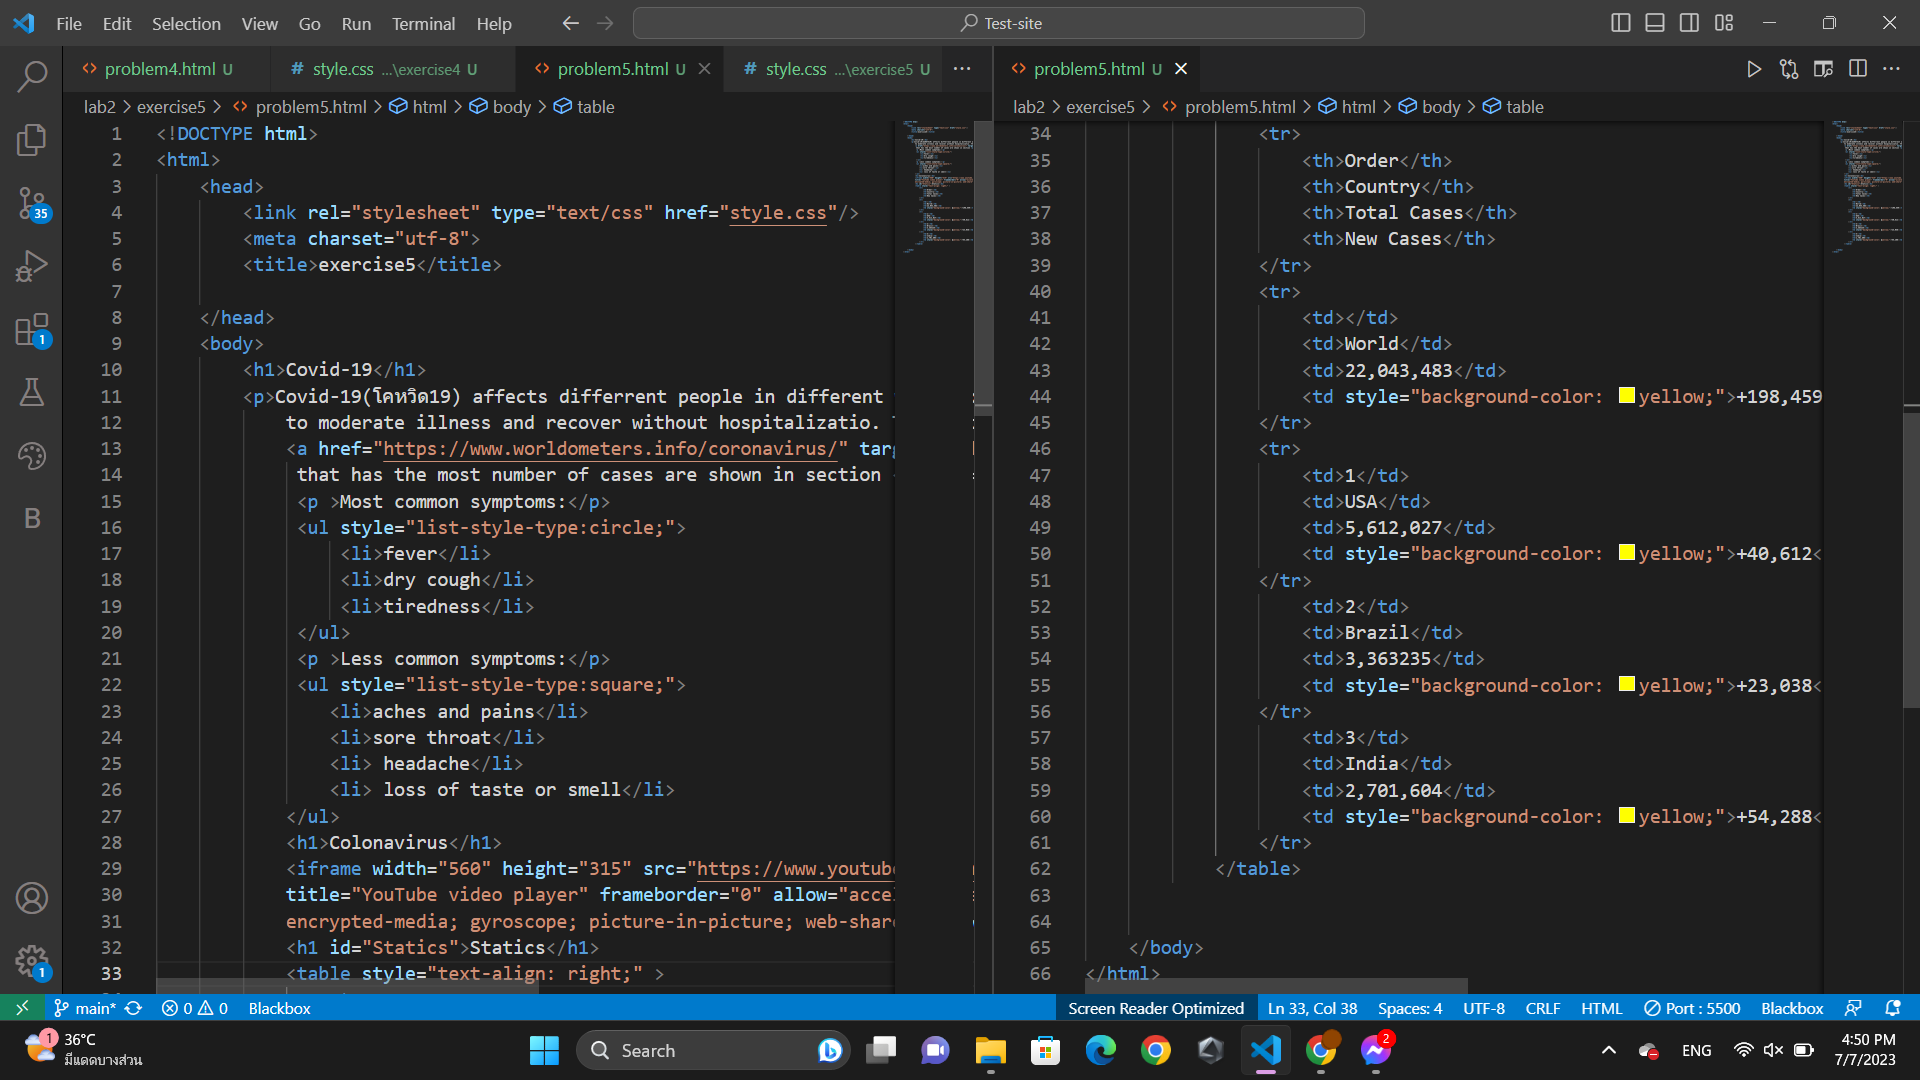 File Edit Selection View Go Run Terminal Help
Test-site
problem4.html U
# style.css ...\exercise4 U
problem5.html U
# style.css ...\exercise5 U
problem5.html U
lab2 > exercise5 > problem5.html > html > body > table
1 <!DOCTYPE html>
2 <html>
3 <head>
4 <link rel="stylesheet" type="text/css" href="style.css"/>
5 <meta charset="utf-8">
6 <title>exercise5</title>
7
8 </head>
9 <body>
10 <h1>Covid-19</h1>
11 <p>Covid-19(โคหวิด19) affects differrent people in different
12 to moderate illness and recover without hospitalizatio.
13 <a href="https://www.worldometers.info/coronavirus/" tar
14 that has the most number of cases are shown in section
15 <p >Most common symptoms:</p>
16 <ul style="list-style-type:circle;">
17 <li>fever</li>
18 <li>dry cough</li>
19 <li>tiredness</li>
20 </ul>
21 <p >Less common symptoms:</p>
22 <ul style="list-style-type:square;">
23 <li>aches and pains</li>
24 <li>sore throat</li>
25 <li> headache</li>
26 <li> loss of taste or smell</li>
27 </ul>
28 <h1>Colonavirus</h1>
29 <iframe width="560" height="315" src="https://www.youtube
30 title="YouTube video player" frameborder="0" allow="accel
31 encrypted-media; gyroscope; picture-in-picture; web-shar
32 <h1 id="Statics">Statics</h1>
33 <table style="text-align: right;" >
lab2 > exercise5 > problem5.html > html > body > table
34 <tr>
35 <th>Order</th>
36 <th>Country</th>
37 <th>Total Cases</th>
38 <th>New Cases</th>
39 </tr>
40 <tr>
41 <td></td>
42 <td>World</td>
43 <td>22,043,483</td>
44 <td style="background-color: yellow;">+198,459
45 </tr>
46 <tr>
47 <td>1</td>
48 <td>USA</td>
49 <td>5,612,027</td>
50 <td style="background-color: yellow;">+40,612<
51 </tr>
52 <td>2</td>
53 <td>Brazil</td>
54 <td>3,363235</td>
55 <td style="background-color: yellow;">+23,038<
56 </tr>
57 <td>3</td>
58 <td>India</td>
59 <td>2,701,604</td>
60 <td style="background-color: yellow;">+54,288<
61 </tr>
62 </table>
63
64
65 </body>
66 </html>
35
1
B
1
main* 0 0 Blackbox
Screen Reader Optimized Ln 33, Col 38 Spaces: 4 UTF-8 CRLF HTML Port : 5500 Blackbox
1
36°C
มีแดดบางส่วน
Search
2
ENG
4:50 PM
7/7/2023